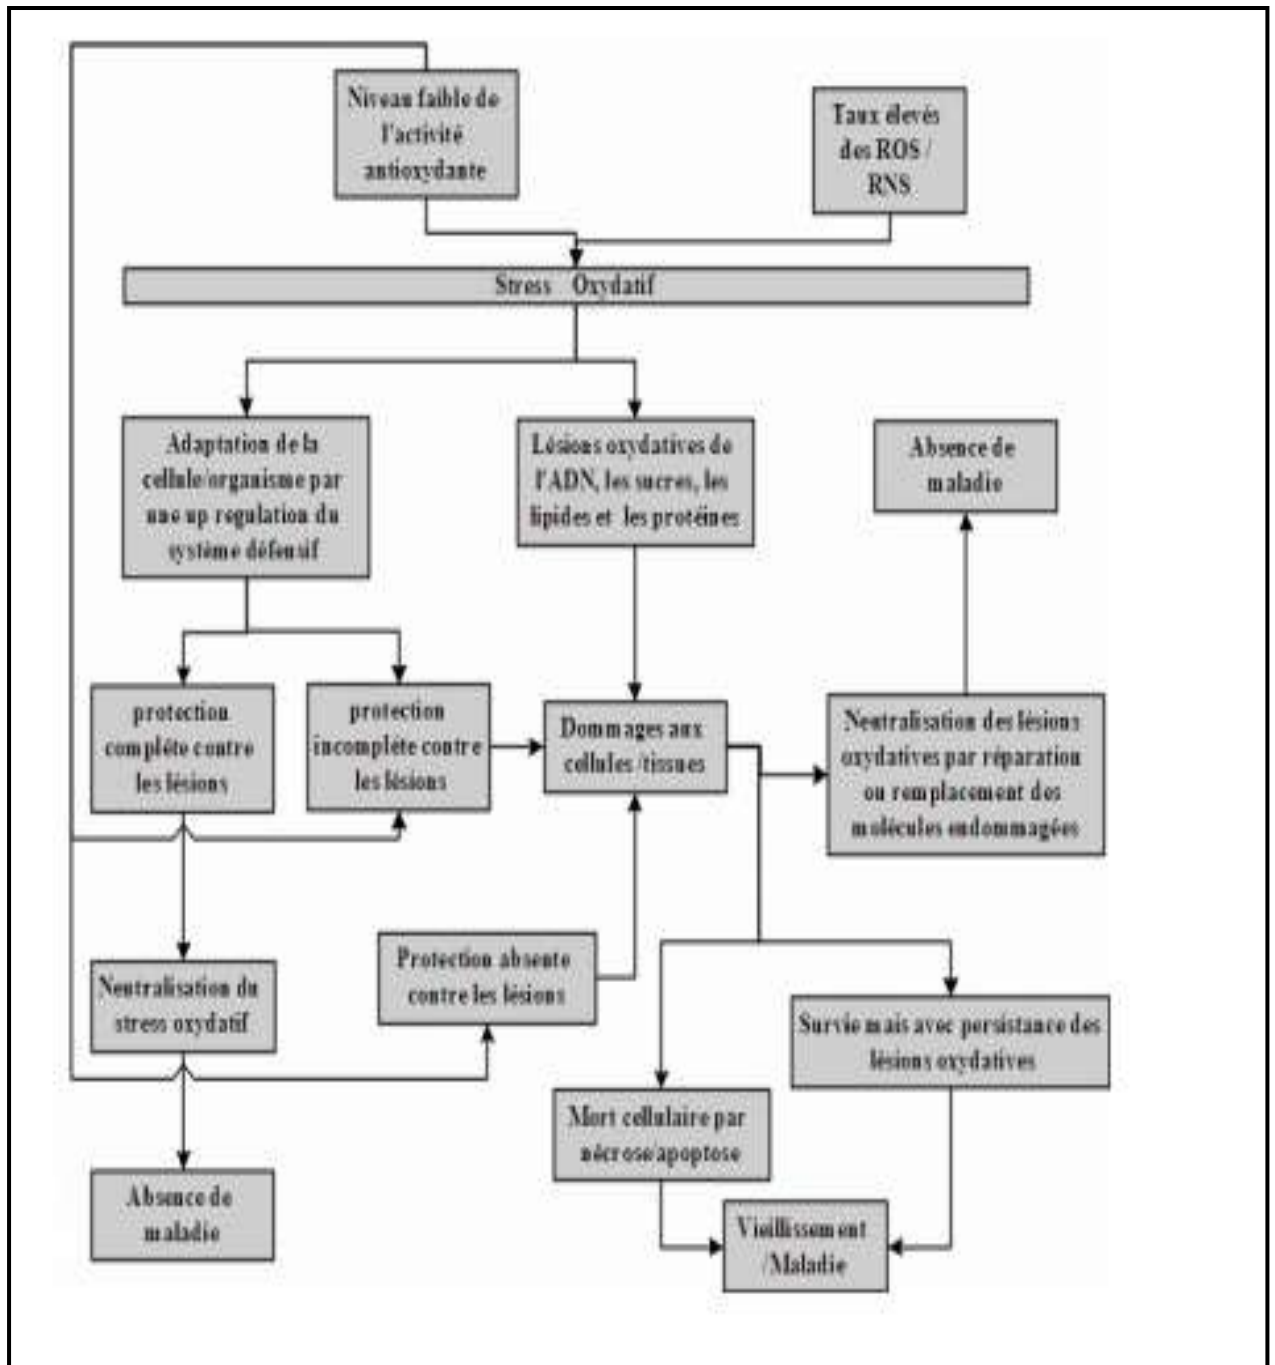 Niveau faible de
l'activité
antioxydante
Taux élevés
des ROS /
RNS
Stress Oxydatif
Adaptation de la
cellule/organisme par
une up regulation du
système défensif
Lésions oxydatives de
l'ADN, les sucres, les
lipides et les protéines
Absence de
maladie
protection
complète contre
les lésions
protection
incomplète contre
les lésions
Dommages aux
cellules /tissues
Neutralisation des lésions
oxydatives par réparation
ou remplacement des
molécules endommagées
Protection absente
contre les lésions
Neutralisation du
stress oxydatif
Survie mais avec persistance des
lésions oxydatives
Mort cellulaire par
nécrose/apoptose
Absence de
maladie
Vieillissement
/Maladie